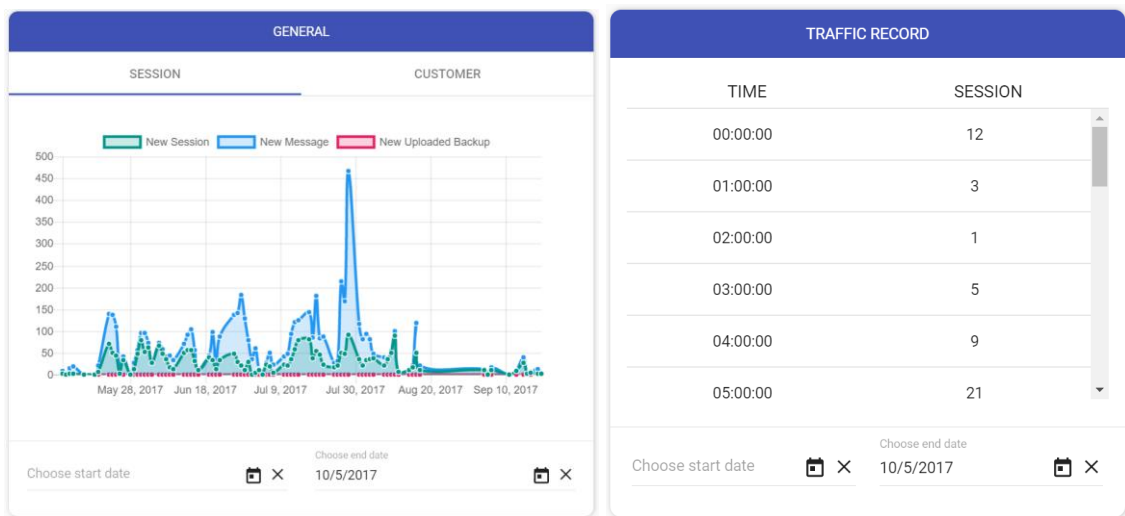 GENERAL
SESSION CUSTOMER
New Session New Message New Uploaded Backup
500
450
400
350
300
250
200
150
100
50
0
May 28, 2017 Jun 18, 2017 Jul 9, 2017 Jul 30, 2017 Aug 20, 2017 Sep 10, 2017
Choose start date
Choose end date
10/5/2017
TRAFFIC RECORD
TIME SESSION
00:00:00 12
01:00:00 3
02:00:00 1
03:00:00 5
04:00:00 9
05:00:00 21
Choose start date
Choose end date
10/5/2017